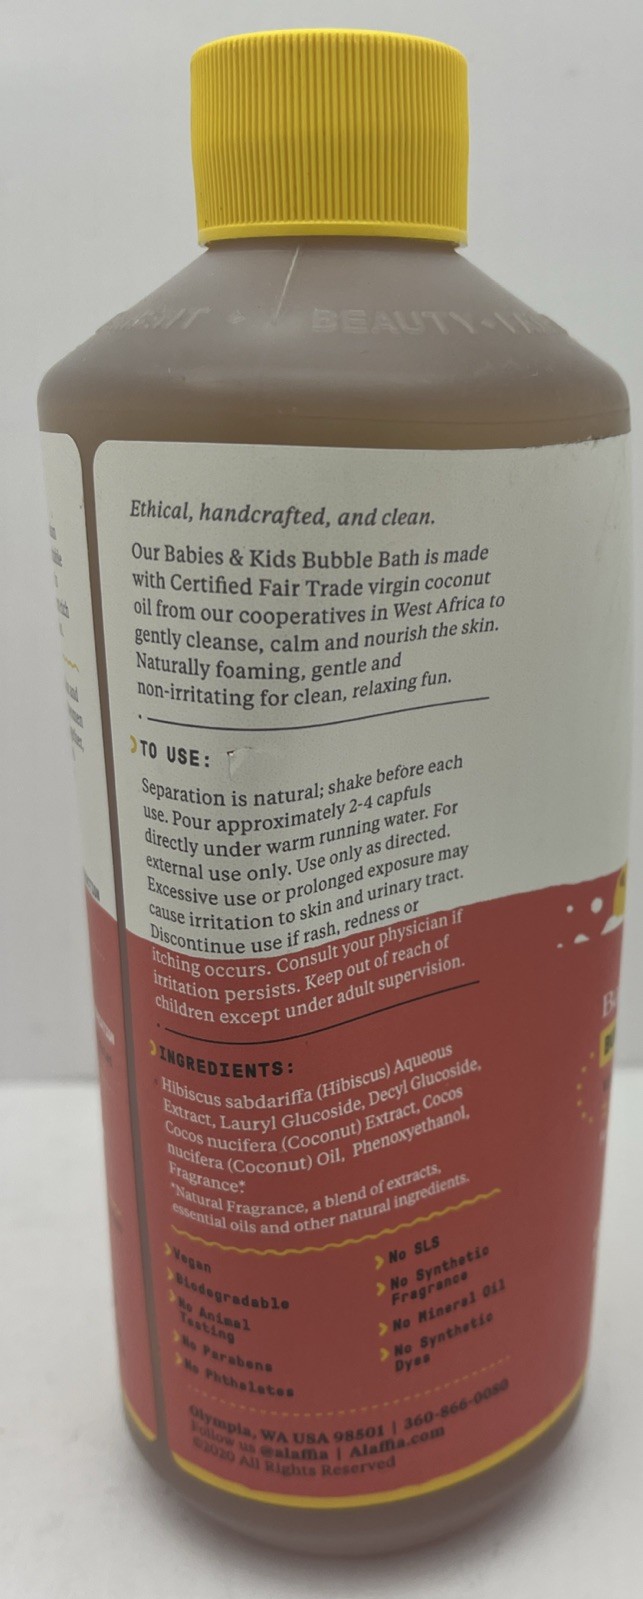 BEAUTY
Ethical, handcrafted, and clean.
Our Babies & Kids Bubble Bath is made
with Certified Fair Trade virgin coconut
oil from our cooperatives in West Africa to
gently cleanse, calm and nourish the skin.
Naturally foaming, gentle and
non-irritating for clean, relaxing fun.
TO USE:
Separation is natural; shake before each
use. Pour approximately 2-4 capfuls
directly under warm running water. For
external use only. Use only as directed.
Excessive use or prolonged exposure may
cause irritation to skin and urinary tract.
Discontinue use if rash, redness or
itching occurs. Consult your physician if
irritation persists. Keep out of reach of
children except under adult supervision.
INGREDIENTS:
Hibiscus sabdariffa (Hibiscus) Aqueous
Extract, Lauryl Glucoside, Decyl Glucoside,
Cocos nucifera (Coconut) Extract, Cocos
nucifera (Coconut) Oil, Phenoxyethanol,
Fragrance*.
*Natural Fragrance, a blend of extracts,
essential oils and other natural ingredients.
Vegan
Biodegradable
No Animal
Testing
No Parabens
No Phthalates
No SLS
No Synthetic
Fragrance
No Mineral Oil
No Synthetic
Dyes
Olympia, WA USA 98501 | 360-866-0080
Follow us @alaffia | Alaffia.com
©2020 All Rights Reserved